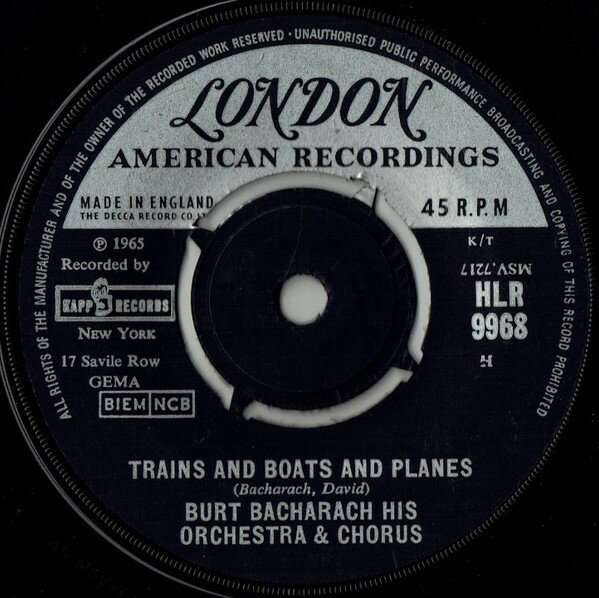 ALL RIGHTS OF THE MANUFACTURER AND OF THE OWNER OF THE RECORDED WORK RESERVED · UNAUTHORISED PUBLIC PERFORMANCE BROADCASTING AND COPYING OF THIS RECORD PROHIBITED
LONDON
AMERICAN RECORDINGS
MADE IN ENGLAND
THE DECCA RECORD CO
45 R.P.M
℗ 1965
Recorded by
KAPP RECORDS
New York
17 Savile Row
GEMA
BIEM NCB
K/T
MSV.7217
HLR
9968
H
TRAINS AND BOATS AND PLANES
(Bacharach, David)
BURT BACHARACH HIS
ORCHESTRA & CHORUS